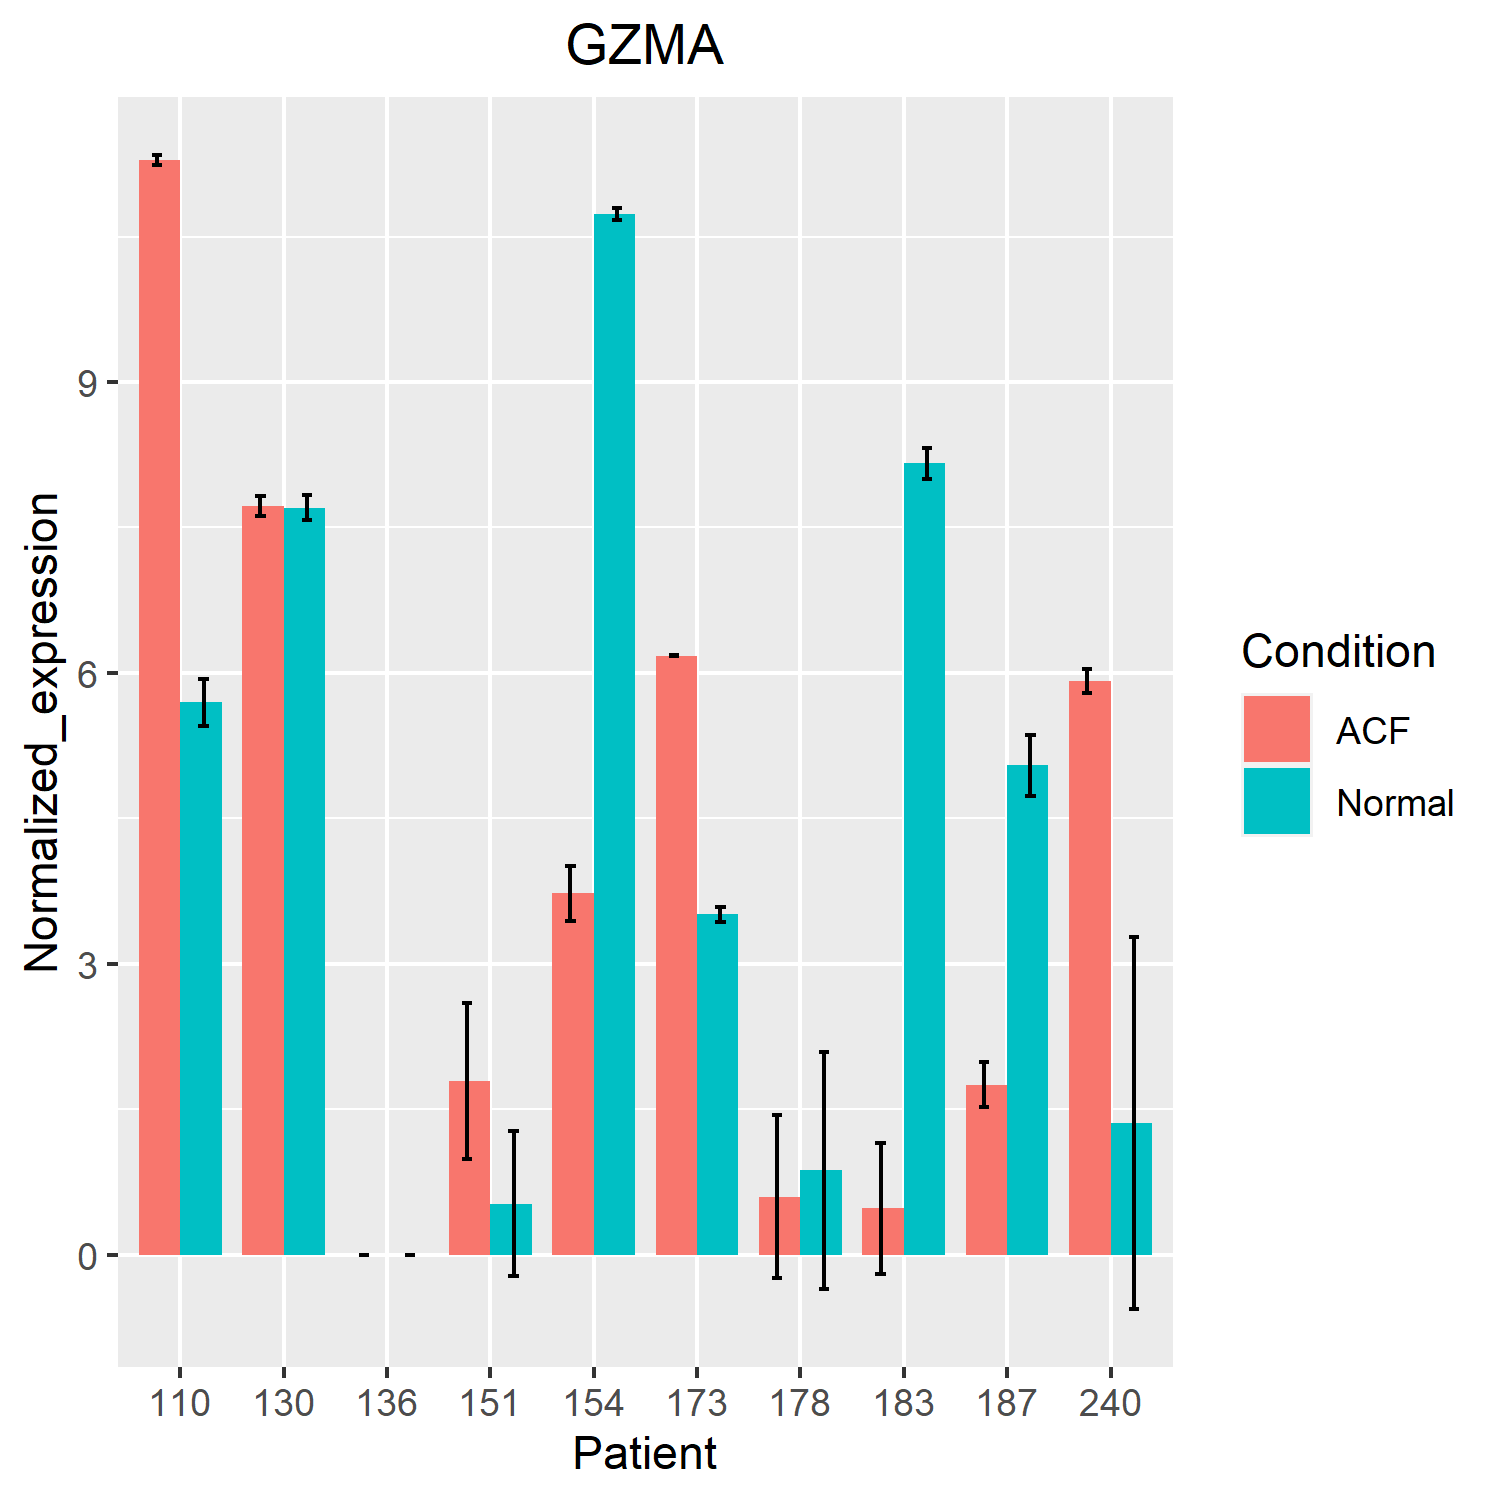 GZMA
Normalized_expression
9
6
3
0
110 130 136 151 154 173 178 183 187 240
Patient
Condition
ACF
Normal